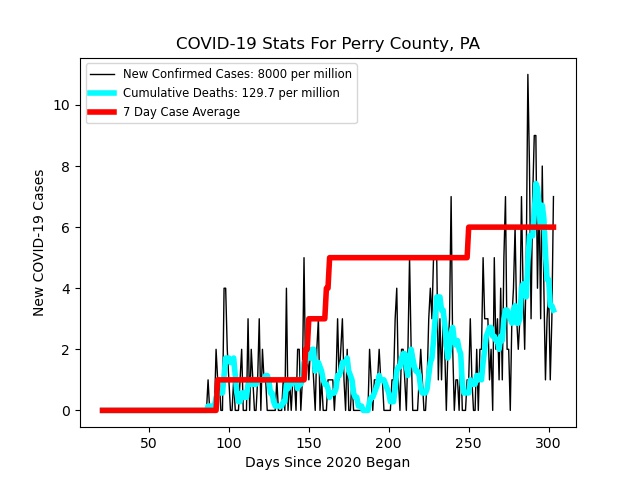 COVID-19 Stats For Perry County, PA
New Confirmed Cases: 8000 per million
Cumulative Deaths: 129.7 per million
7 Day Case Average
New COVID-19 Cases
10
8
6
4
2
0
50 100 150 200 250 300
Days Since 2020 Began